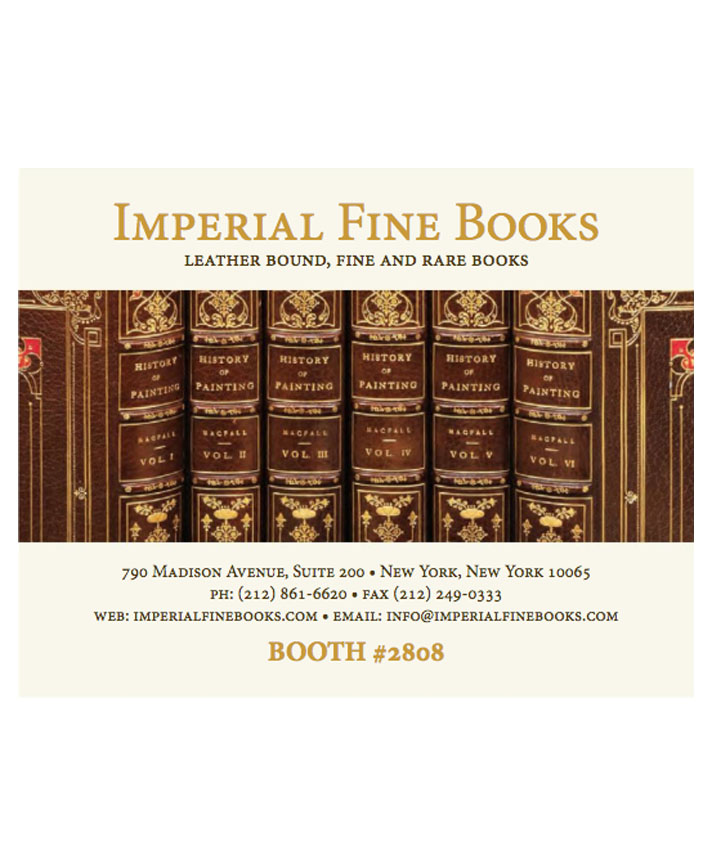 IMPERIAL FINE BOOKS
LEATHER BOUND, FINE AND RARE BOOKS
HISTORY OF PAINTING
MACFALL
VOL. I
HISTORY OF PAINTING
MACFALL
VOL. II
HISTORY OF PAINTING
MACFALL
VOL. III
HISTORY OF PAINTING
MACFALL
VOL. IV
HISTORY OF PAINTING
MACFALL
VOL. V
HISTORY OF PAINTING
MACFALL
VOL. VI
790 MADISON AVENUE, SUITE 200 • NEW YORK, NEW YORK 10065
PH: (212) 861-6620 • FAX (212) 249-0333
WEB: IMPERIALFINEBOOKS.COM • EMAIL: INFO@IMPERIALFINEBOOKS.COM
BOOTH #2808